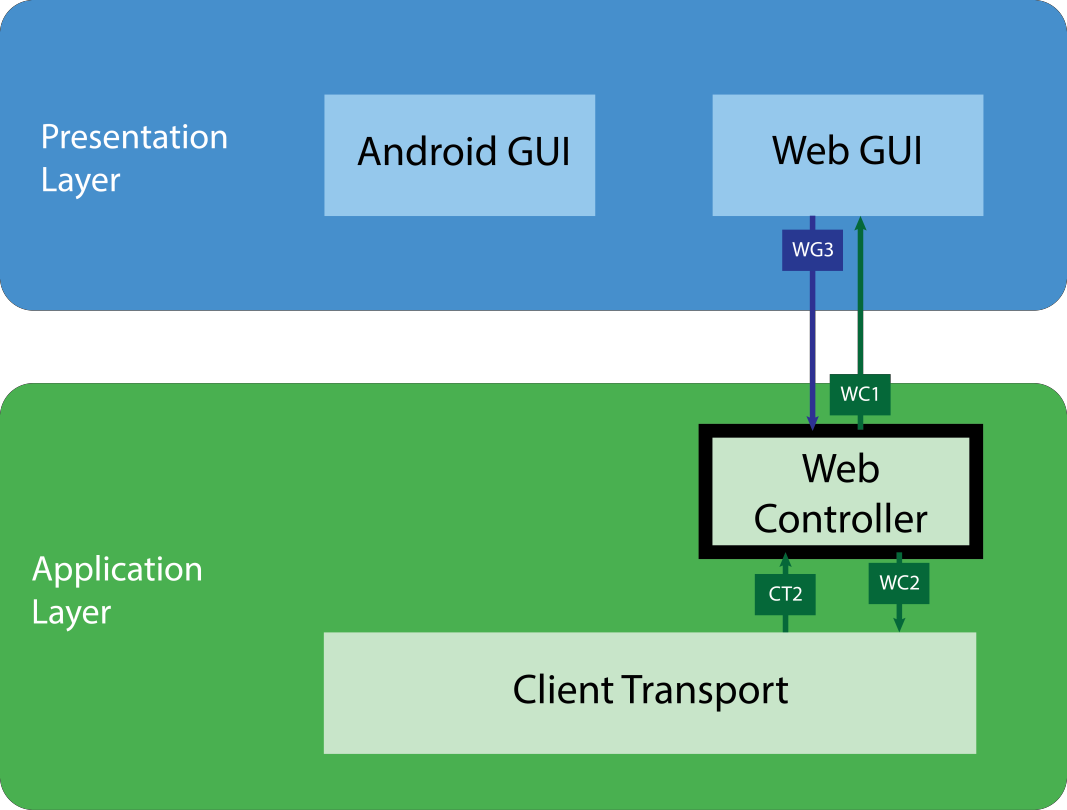 Presentation
Layer
Android GUI
Web GUI
WG3
WC1
Web
Controller
Application
Layer
CT2
WC2
Client Transport